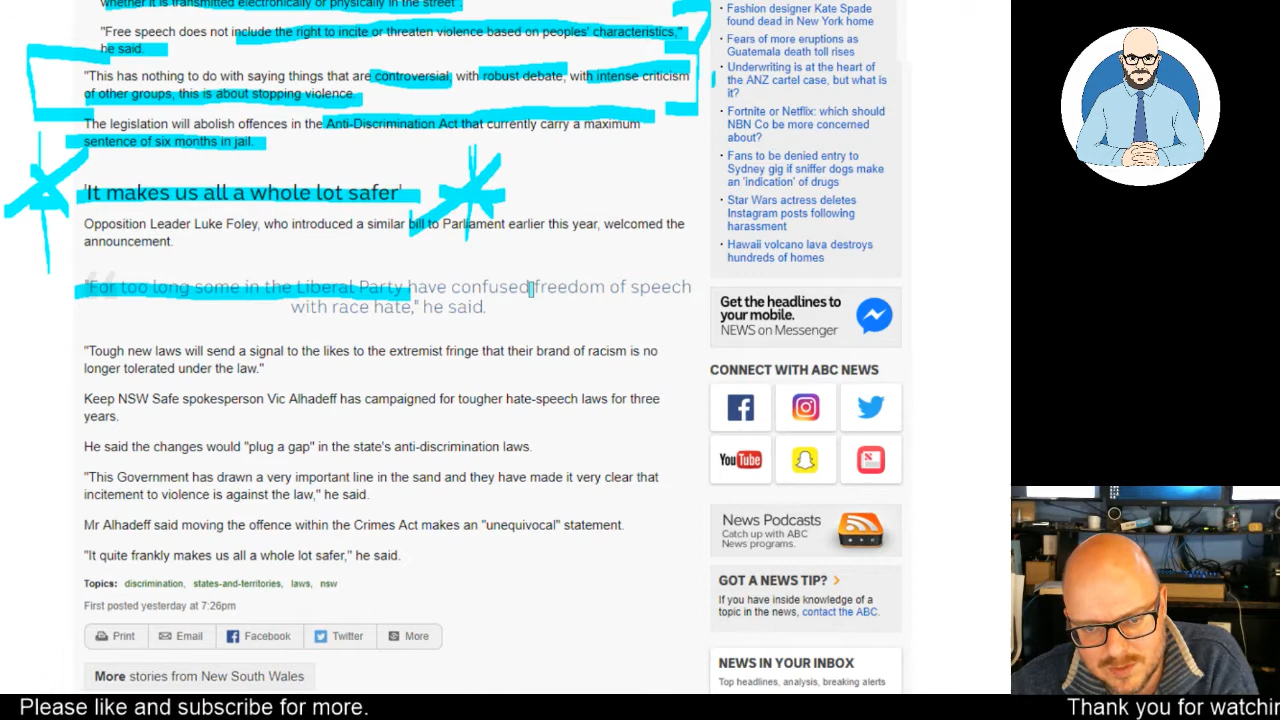 whether it is transmitted electronically or physically in the street".
"Free speech does not include the right to incite or threaten violence based on peoples' characteristics,"
he said.
"This has nothing to do with saying things that are controversial, with robust debate, with intense criticism
of other groups, this is about stopping violence.
The legislation will abolish offences in the Anti-Discrimination Act that currently carry a maximum
sentence of six months in jail.
'It makes us all a whole lot safer'
Opposition Leader Luke Foley, who introduced a similar bill to Parliament earlier this year, welcomed the
announcement.
"For too long some in the Liberal Party have confused freedom of speech
with race hate," he said.
"Tough new laws will send a signal to the likes to the extremist fringe that their brand of racism is no
longer tolerated under the law."
Keep NSW Safe spokesperson Vic Alhadeff has campaigned for tougher hate-speech laws for three
years.
He said the changes would "plug a gap" in the state's anti-discrimination laws.
"This Government has drawn a very important line in the sand and they have made it very clear that
incitement to violence is against the law," he said.
Mr Alhadeff said moving the offence within the Crimes Act makes an "unequivocal" statement.
"It quite frankly makes us all a whole lot safer," he said.
Topics: discrimination, states-and-territories, laws, nsw
First posted yesterday at 7:26pm
Print Email Facebook Twitter More
More stories from New South Wales
Fashion designer Kate Spade
found dead in New York home
Fears of more eruptions as
Guatemala death toll rises
Underwriting is at the heart of
the ANZ cartel case, but what is
it?
Fortnite or Netflix: which should
NBN Co be more concerned
about?
Fans to be denied entry to
Sydney gig if sniffer dogs make
an 'indication' of drugs
Star Wars actress deletes
Instagram posts following
harassment
Hawaii volcano lava destroys
hundreds of homes
Get the headlines to
your mobile.
NEWS on Messenger
CONNECT WITH ABC NEWS
YouTube
News Podcasts
Catch up with ABC
News programs.
GOT A NEWS TIP?
If you have inside knowledge of a
topic in the news, contact the ABC.
NEWS IN YOUR INBOX
Top headlines, analysis, breaking alerts
Please like and subscribe for more.
Thank you for watchin